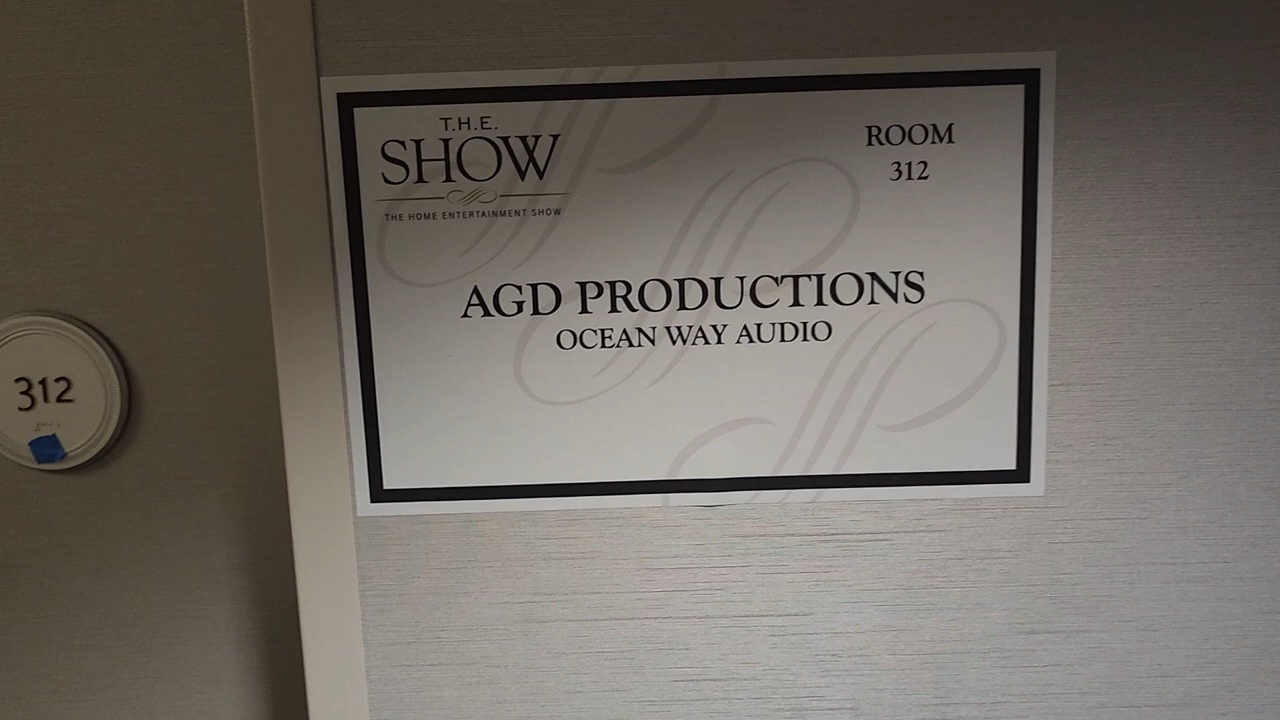 T.H.E.
SHOW
THE HOME ENTERTAINMENT SHOW
ROOM
312
AGD PRODUCTIONS
OCEAN WAY AUDIO
312